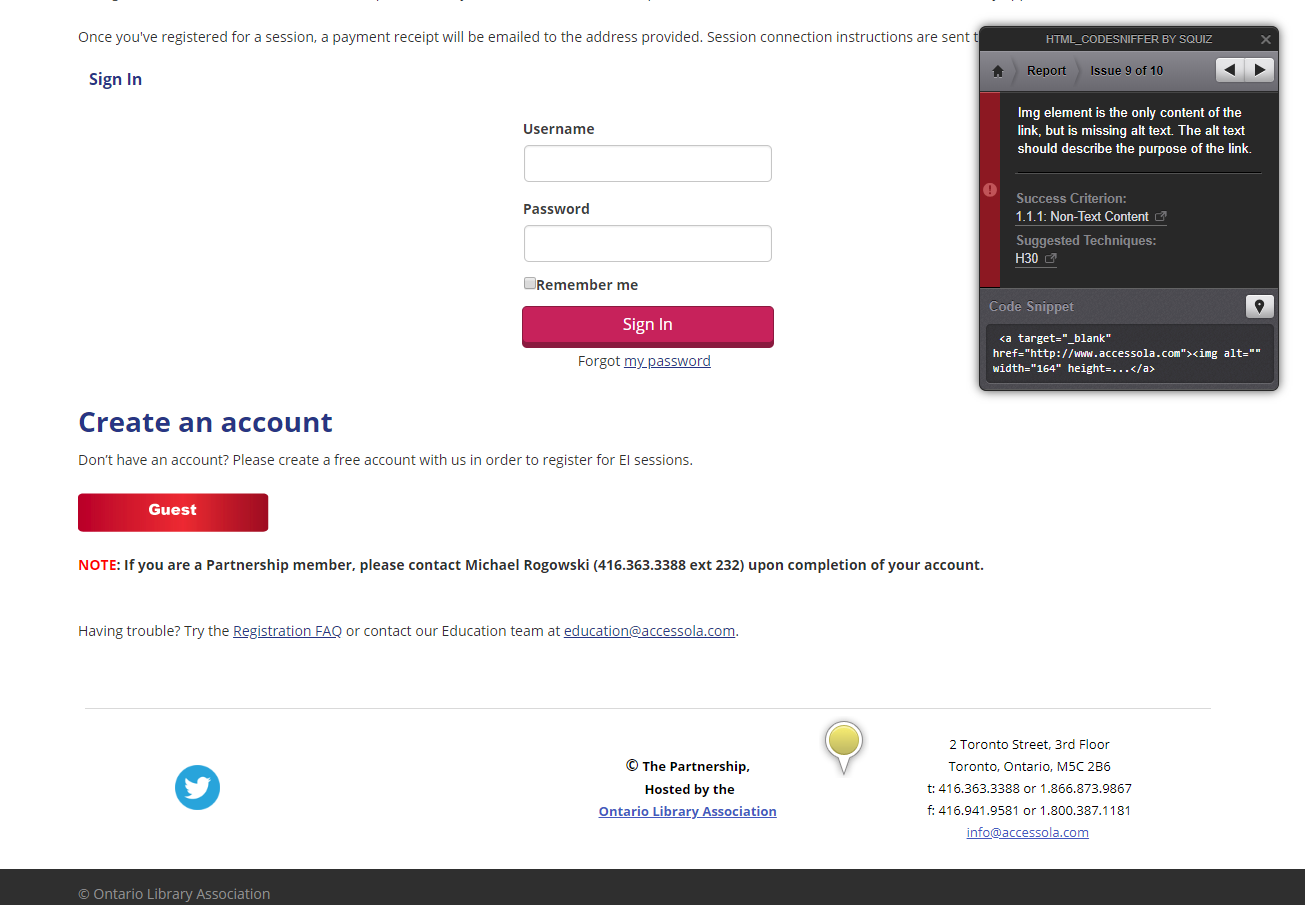 Once you've registered for a session, a payment receipt will be emailed to the address provided. Session connection instructions are sent
Sign In
Username
Password
Remember me
Sign In
Forgot my password
Create an account
Don’t have an account? Please create a free account with us in order to register for EI sessions.
Guest
NOTE: If you are a Partnership member, please contact Michael Rogowski (416.363.3388 ext 232) upon completion of your account.
Having trouble? Try the Registration FAQ or contact our Education team at education@accessola.com.
© The Partnership,
Hosted by the
Ontario Library Association
2 Toronto Street, 3rd Floor
Toronto, Ontario, M5C 2B6
t: 416.363.3388 or 1.866.873.9867
f: 416.941.9581 or 1.800.387.1181
info@accessola.com
© Ontario Library Association
HTML_CODESNIFFER BY SQUIZ
Report
Issue 9 of 10
Img element is the only content of the
link, but is missing alt text. The alt text
should describe the purpose of the link.
Success Criterion:
1.1.1: Non-Text Content
Suggested Techniques:
H30
Code Snippet
<a target="_blank"
href="http://www.accessola.com"><img alt=""
width="164" height=...</a>